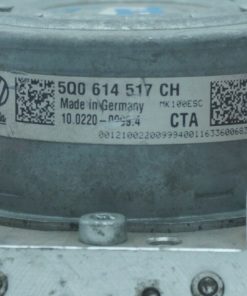 5Q0 614 517 CH
Made in Germany MK100ESC
CTA